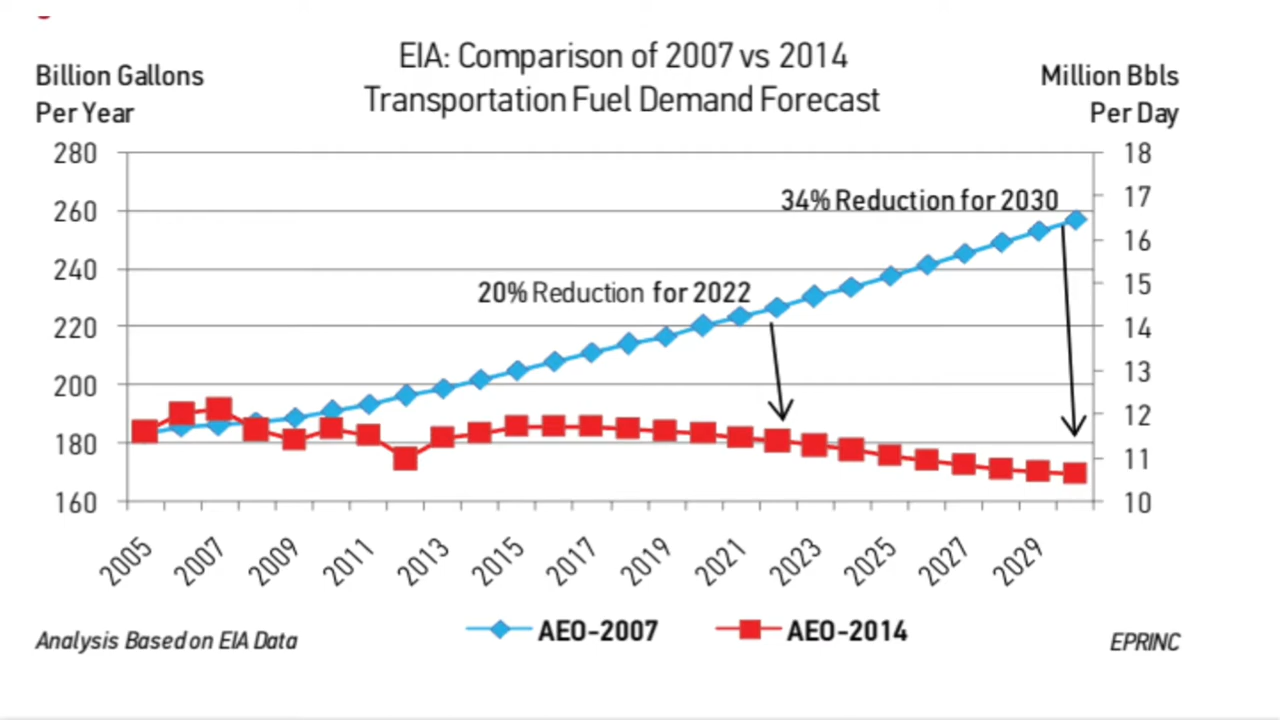 EIA: Comparison of 2007 vs 2014
Transportation Fuel Demand Forecast
Billion Gallons
Per Year
Million Bbls
Per Day
280
260
240
220
200
180
160
18
17
16
15
14
13
12
11
10
34% Reduction for 2030
20% Reduction for 2022
2005
2007
2009
2011
2013
2015
2017
2019
2021
2023
2025
2027
2029
AEO-2007
AEO-2014
Analysis Based on EIA Data
EPRINC